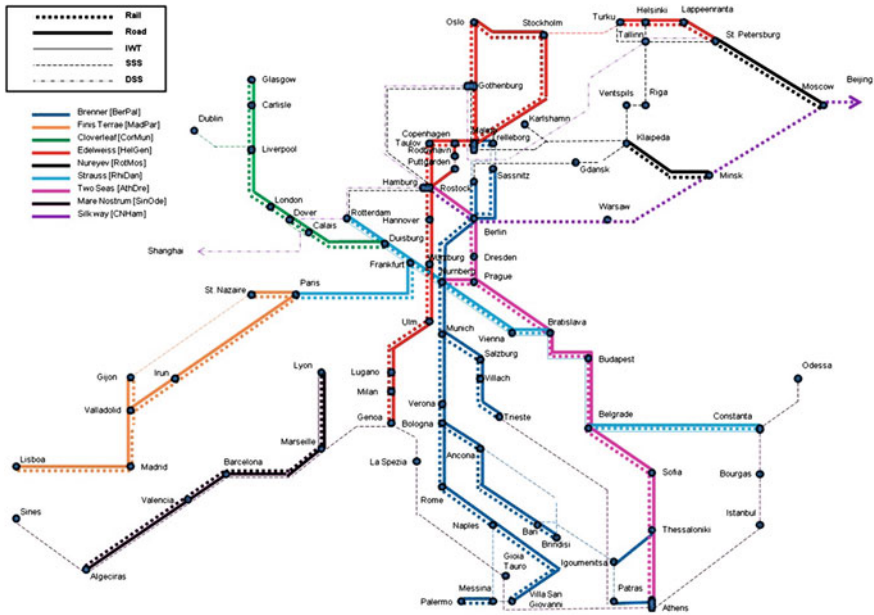 Rail
Road
IWT
SSS
DSS
Brenner [BerPal]
Finis Terrae [MadPar]
Cloverleaf [CorMun]
Edelweiss [HelGen]
Nureyev [RotMos]
Strauss [RhiDan]
Two Seas [AthDre]
Mare Nostrum [SinOde]
Silkway [CNHam]
Oslo
Stockholm
Turku
Helsinki
Lappeenranta
Tallinn
St. Petersburg
Glasgow
Gothenburg
Beijing
Moscow
Carlisle
Ventspils
Riga
Dublin
Karlshamn
Liverpool
Copenhagen
Taulov
Trelleborg
Klaipeda
Puttgarden
Sassnitz
Gdansk
Minsk
Hamburg
Rostock
London
Dover
Calais
Rotterdam
Hannover
Warsaw
Berlin
Duisburg
Shanghai
Frankfurt
Wurzburg
Dresden
Nurnberg
Prague
St. Nazaire
Paris
Ulm
Munich
Vienna
Bratislava
Salzburg
Budapest
Gijon
Irun
Lyon
Lugano
Villach
Odessa
Milan
Valladolid
Verona
Trieste
Genoa
Bologna
Belgrade
Constanta
Marseille
Lisboa
Madrid
Barcelona
La Spezia
Ancona
Sofia
Bourgas
Valencia
Rome
Sines
Naples
Bari
Brindisi
Thessaloniki
Istanbul
Gioia
Tauro
Igoumenitsa
Algeciras
Messina
Patras
Palermo
Villa San
Giovanni
Athens